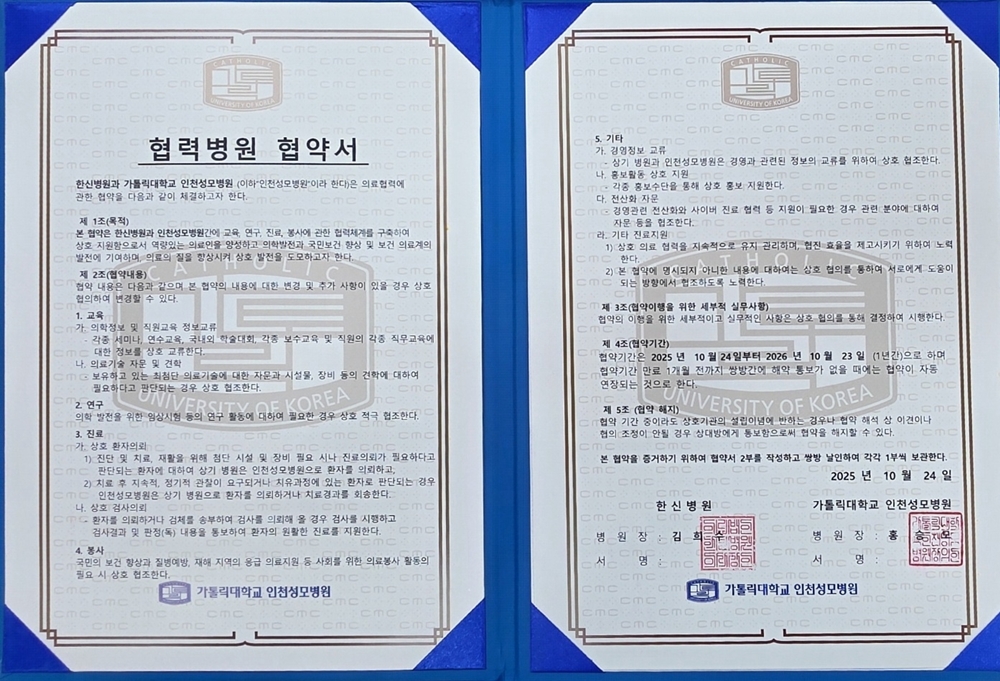 CATHOLIC
UNIVERSITY OF KOREA
협력병원 협약서
한신병원과 가톨릭대학교 인천성모병원 (이하"인천성모병원"이라 한다)은 의료협력에
관한 협약을 다음과 같이 체결하고자 한다.
제 1조(목적)
본 협약은 한신병원과 인천성모병원간에 교육, 연구, 진료, 봉사에 관한 협력체계를 구축하여
상호 지원함으로서 역량있는 의료인을 양성하고 의학발전과 국민보건 향상 및 보건 의료계의
발전에 기여하며, 의료의 질을 향상시켜 상호 발전을 도모하고자 한다.
제 2조(협약내용)
협약 내용은 다음과 같으며 본 협약의 내용에 대한 변경 및 추가 사항이 있을 경우 상호
협의하여 변경할 수 있다.
1. 교육
가. 의학정보 및 직원교육 정보교류
- 각종 세미나, 연수교육, 국내외 학술대회, 각종 보수교육 및 직원의 각종 직무교육에
대한 정보를 상호 교류한다.
나. 의료기술 자문 및 견학
- 보유하고 있는 최첨단 의료기술에 대한 자문과 시설물, 장비 등의 견학에 대하여
필요하다고 판단되는 경우 상호 협조한다.
2. 연구
의학 발전을 위한 임상시험 등의 연구 활동에 대하여 필요한 경우 상호 적극 협조한다.
3. 진료
가. 상호 환자의뢰
1) 진단 및 치료, 재활을 위해 첨단 시설 및 장비 필요 시나 진료의뢰가 필요하다고
판단되는 환자에 대하여 상기 병원은 인천성모병원으로 환자를 의뢰하고,
2) 치료 후 지속적, 정기적 관찰이 요구되거나 치유과정에 있는 환자로 판단되는 경우
인천성모병원은 상기 병원으로 환자를 의뢰하거나 치료경과를 회송한다.
나. 상호 검사의뢰
- 환자를 의뢰하거나 검체를 송부하여 검사를 의뢰해 올 경우 검사를 시행하고
검사결과 및 판정(독) 내용을 통보하여 환자의 원활한 진료를 지원한다.
4. 봉사
국민의 보건 향상과 질병예방, 재해 지역의 응급 의료지원 등 사회를 위한 의료봉사 활동의
필요 시 상호 협조한다.
가톨릭대학교 인천성모병원
CATHOLIC
UNIVERSITY OF KOREA
5. 기타
가. 경영정보 교류
- 상기 병원과 인천성모병원은 경영과 관련된 정보의 교류를 위하여 상호 협조한다.
나. 홍보활동 상호 지원
- 각종 홍보수단을 통해 상호 홍보 지원한다.
다. 전산화 자문
- 경영관련 전산화와 사이버 진료 협력 등 지원이 필요한 경우 관련 분야에 대하여
자문 등을 협조한다.
라. 기타 진료지원
1) 상호 의료 협력을 지속적으로 유지 관리하며, 협진 효율을 제고시키기 위하여 노력
한다.
2) 본 협약에 명시되지 아니한 내용에 대하여는 상호 협의를 통하여 서로에게 도움이
되는 방향에서 협조하도록 노력한다.
제 3조(협약이행을 위한 세부적 실무사항)
협약의 이행을 위한 세부적이고 실무적인 사항은 상호 협의를 통해 결정하여 시행한다.
제 4조(협약기간)
협약기간은 2025 년 10 월 24일부터 2026 년 10 월 23 일 (1년간)으로 하며
협약기간 만료 1개월 전까지 쌍방간에 해약 통보가 없을 때에는 협약이 자동
연장되는 것으로 한다.
제 5조 (협약 해지)
협약 기간 중이라도 상호기관의 설립이념에 반하는 경우나 협약 해석 상 이견이나
협의 조정이 안될 경우 상대방에게 통보함으로써 협약을 해지할 수 있다.
본 협약을 증거하기 위하여 협약서 2부를 작성하고 쌍방 날인하여 각각 1부씩 보관한다.
2025 년 10 월 24 일
한신병원 가톨릭대학교 인천성모병원
병 원 장 : 김 희 수 병 원 장 : 홍 승 모
서 명 : 서 명 :
가톨릭대학교 인천성모병원